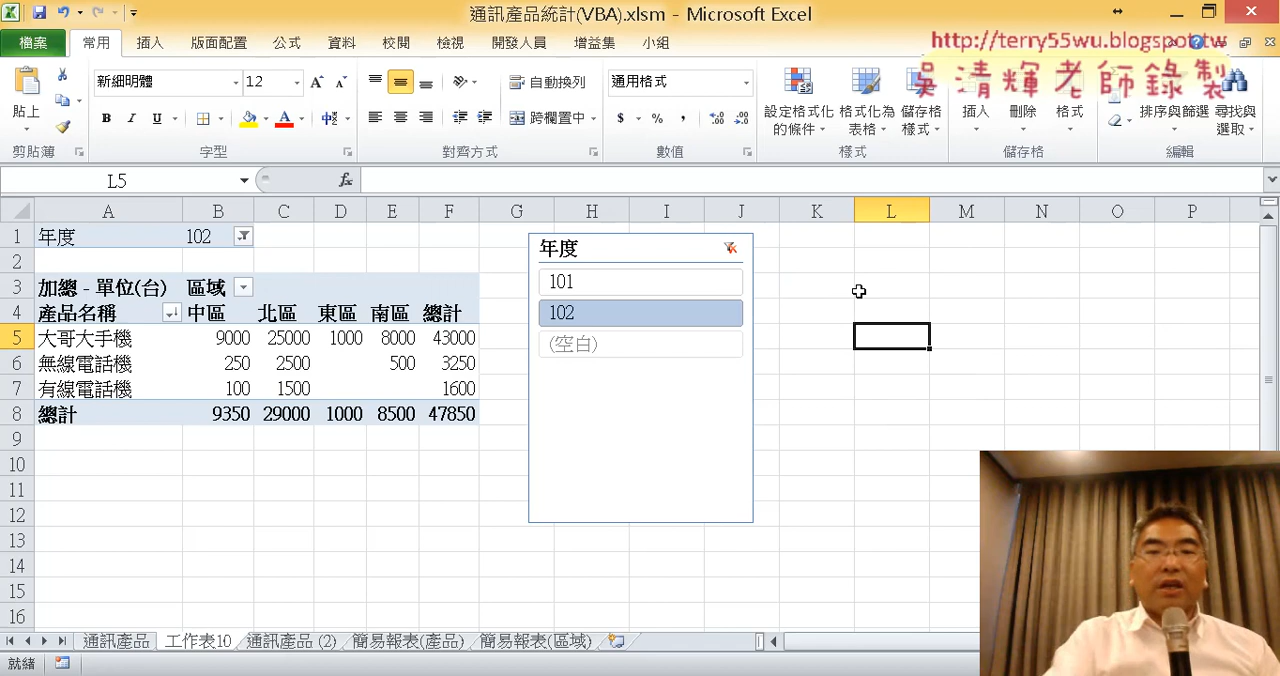 通訊產品統計(VBA).xlsm - Microsoft Excel
檔案 常用 插入 版面配置 公式 資料 校閱 檢視 開發人員 增益集 小組
http://terry55wu.blogspot.tw
吳清輝老師錄製
貼上
新細明體 12
自動換列
通用格式
跨欄置中
設定格式化的條件
格式化為表格
儲存格樣式
插入 刪除 格式
排序與篩選
尋找與選取
剪貼簿 字型 對齊方式 數值 樣式 儲存格 編輯
L5 fx
A B C D E F G H I J K L M N O P
1 年度 102
2
3 加總 - 單位(台) 區域
4 產品名稱 中區 北區 東區 南區 總計
5 大哥大手機 9000 25000 1000 8000 43000
6 無線電話機 250 2500 500 3250
7 有線電話機 100 1500 1600
8 總計 9350 29000 1000 8500 47850
9
10
11
12
13
14
15
16
年度
101
102
(空白)
通訊產品 工作表10 通訊產品 (2) 簡易報表(產品) 簡易報表(區域)
就緒